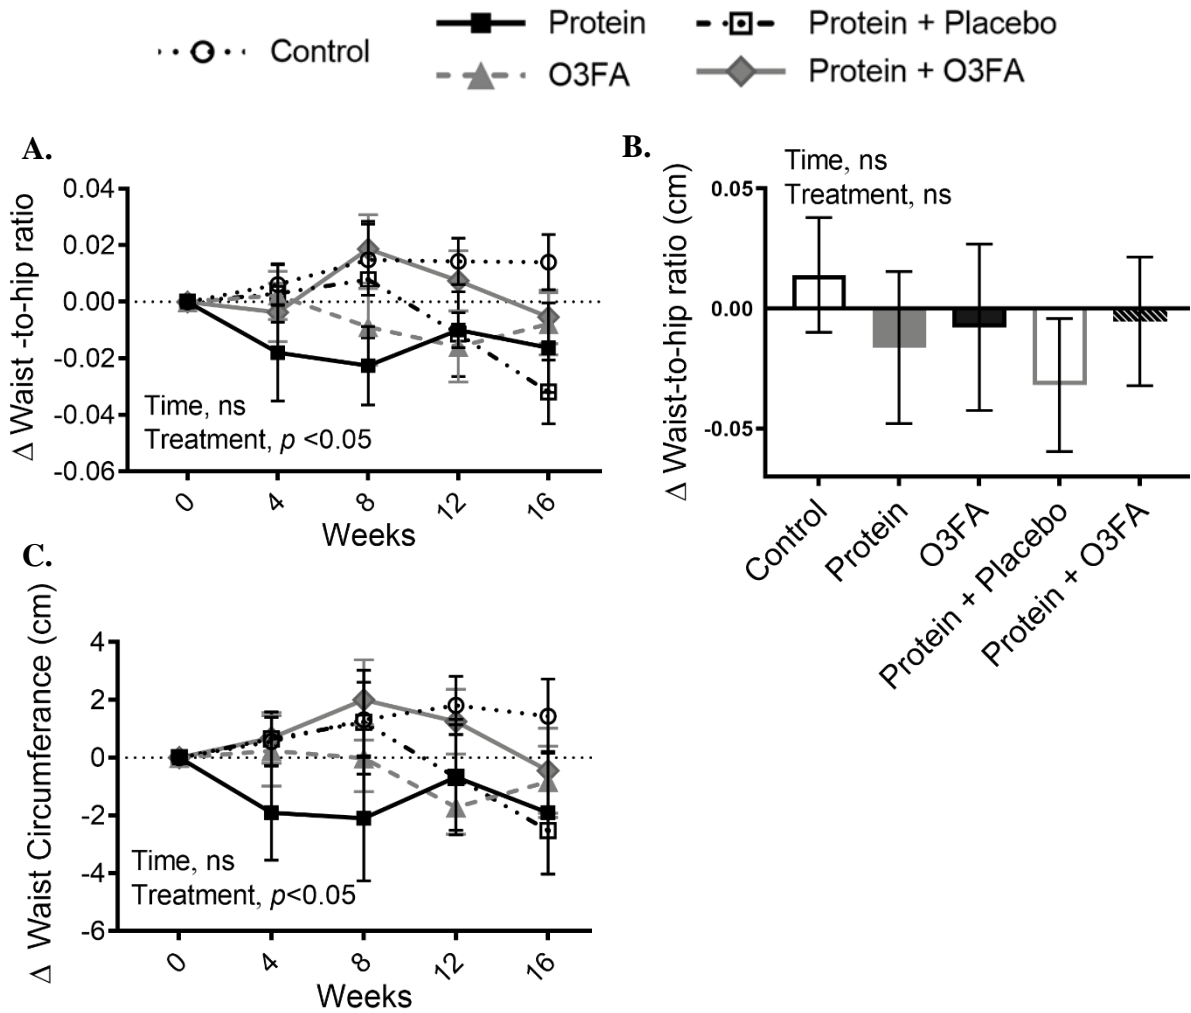 Control
Protein
O3FA
Protein + Placebo
Protein + O3FA
A.
Δ Waist -to-hip ratio
0.04
0.02
0.00
-0.02
-0.04
-0.06
Time, ns
Treatment, p <0.05
0
4
8
12
16
Weeks
B.
Δ Waist-to-hip ratio (cm)
Time, ns
Treatment, ns
0.05
0.00
-0.05
Control
Protein
O3FA
Protein + Placebo
Protein + O3FA
C.
Δ Waist Circumferance (cm)
4
2
0
-2
-4
-6
Time, ns
Treatment, p<0.05
0
4
8
12
16
Weeks